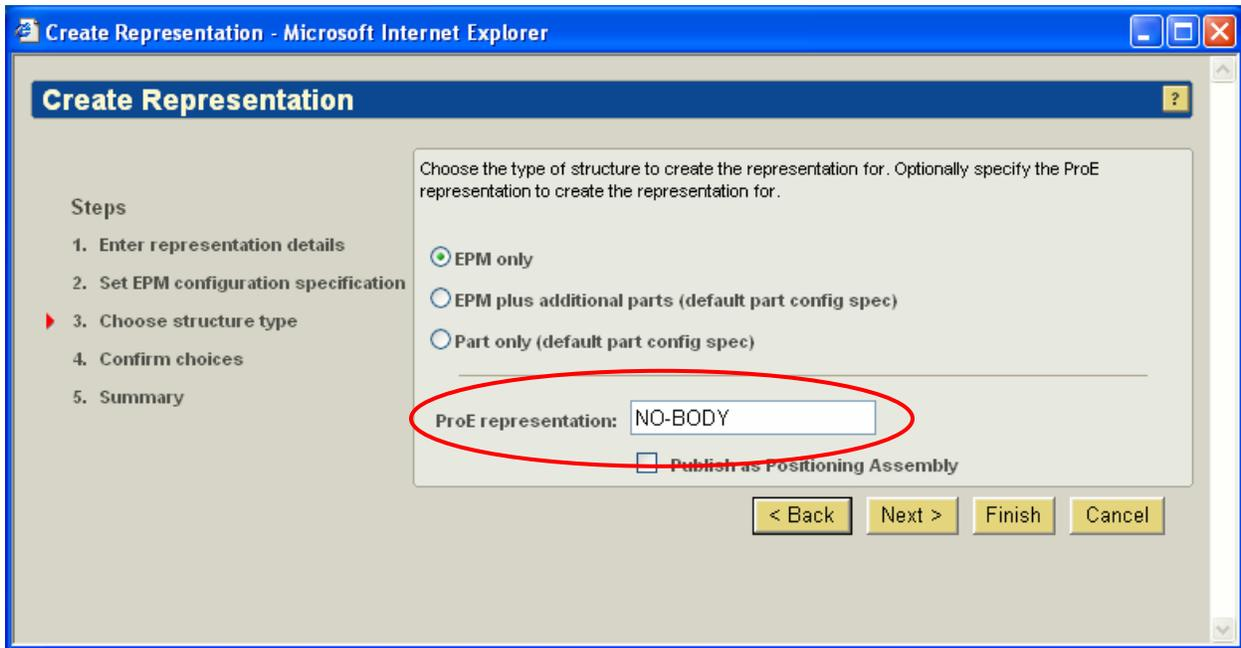 Create Representation - Microsoft Internet Explorer
Create Representation
?
Choose the type of structure to create the representation for. Optionally specify the ProE
representation to create the representation for.
Steps
1. Enter representation details
2. Set EPM configuration specification
3. Choose structure type
4. Confirm choices
5. Summary
EPM only
EPM plus additional parts (default part config spec)
Part only (default part config spec)
ProE representation: NO-BODY
Publish as Positioning Assembly
< Back Next > Finish Cancel